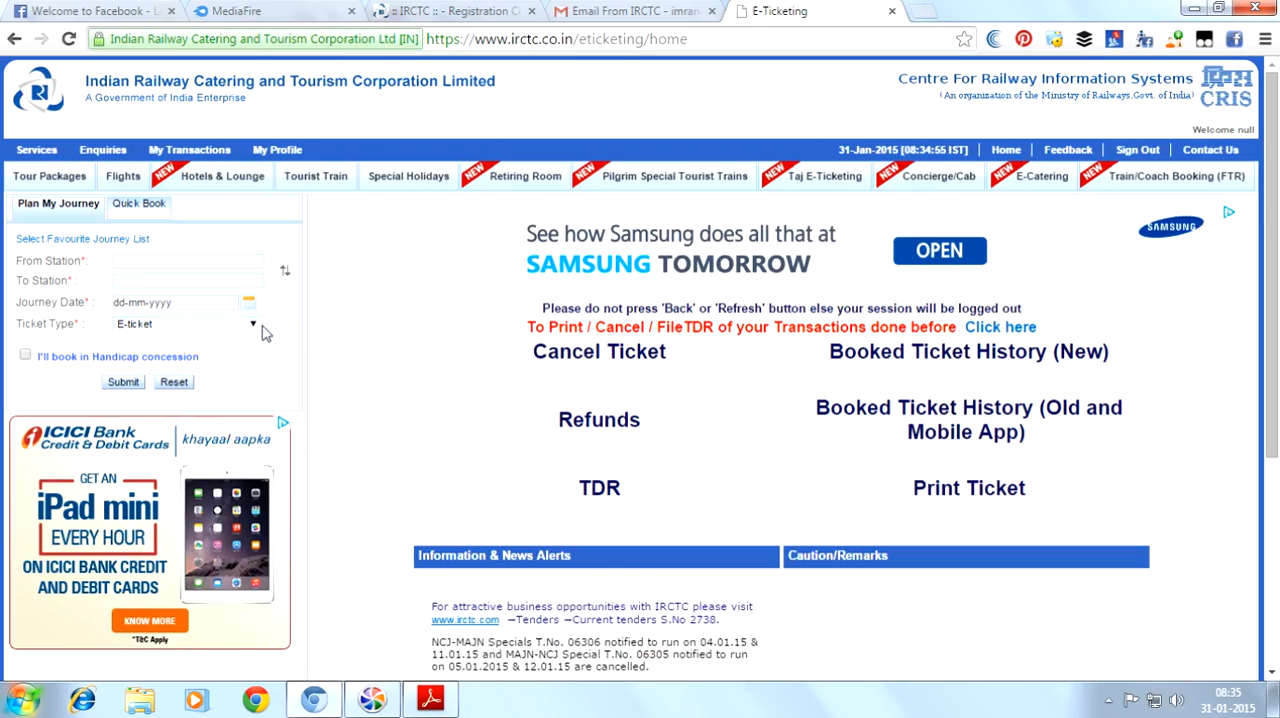 Welcome to Facebook - L
MediaFire
:: IRCTC :: - Registration C
Email From IRCTC - imran
E-Ticketing
Indian Railway Catering and Tourism Corporation Ltd [IN]
https://www.irctc.co.in/eticketing/home
Indian Railway Catering and Tourism Corporation Limited
A Government of India Enterprise
Centre For Railway Information Systems
(An organization of the Ministry of Railways,Govt. of India)
CRIS
Welcome null
Services Enquiries My Transactions My Profile
31-Jan-2015 [08:34:55 IST] Home Feedback Sign Out Contact Us
Tour Packages Flights NEW Hotels & Lounge Tourist Train Special Holidays NEW Retiring Room NEW Pilgrim Special Tourist Trains NEW Taj E-Ticketing NEW Concierge/Cab NEW E-Catering NEW Train/Coach Booking (FTR)
Plan My Journey Quick Book
Select Favourite Journey List
From Station* :
To Station* :
Journey Date* : dd-mm-yyyy
Ticket Type* : E-ticket
I'll book in Handicap concession
Submit Reset
ICICI Bank
Credit & Debit Cards
khayaal aapka
GET AN
iPad mini
EVERY HOUR
ON ICICI BANK CREDIT
AND DEBIT CARDS
KNOW MORE
*T&C Apply
See how Samsung does all that at
SAMSUNG TOMORROW
OPEN
SAMSUNG
Please do not press 'Back' or 'Refresh' button else your session will be logged out
To Print / Cancel / FileTDR of your Transactions done before Click here
Cancel Ticket
Booked Ticket History (New)
Refunds
Booked Ticket History (Old and
Mobile App)
TDR
Print Ticket
Information & News Alerts
Caution/Remarks
For attractive business opportunities with IRCTC please visit
www.irctc.com –Tenders –Current tenders S.No 2738.
NCJ-MAJN Specials T.No. 06306 notified to run on 04.01.15 &
11.01.15 and MAJN-NCJ Special T.No. 06305 notified to run
on 05.01.2015 & 12.01.15 are cancelled.
08:35
31-01-2015